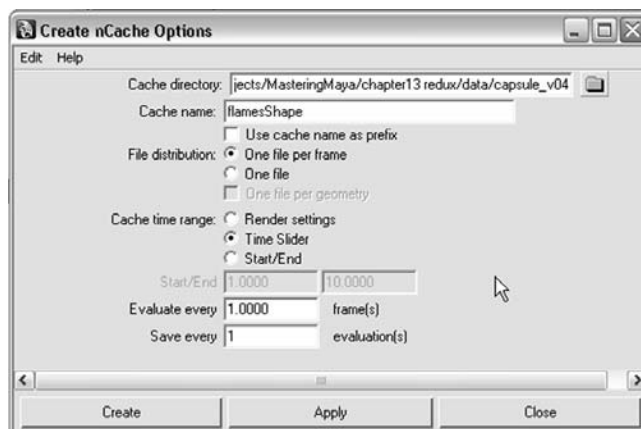 Create nCache Options
Edit Help
Cache directory: jects/MasteringMaya/chapter13 redux/data/capsule_v04
Cache name: flamesShape
Use cache name as prefix
File distribution: One file per frame
One file
One file per geometry
Cache time range: Render settings
Time Slider
Start/End
Start/End 1.0000 10.0000
Evaluate every 1.0000 frame(s)
Save every 1 evaluation(s)
Create Apply Close